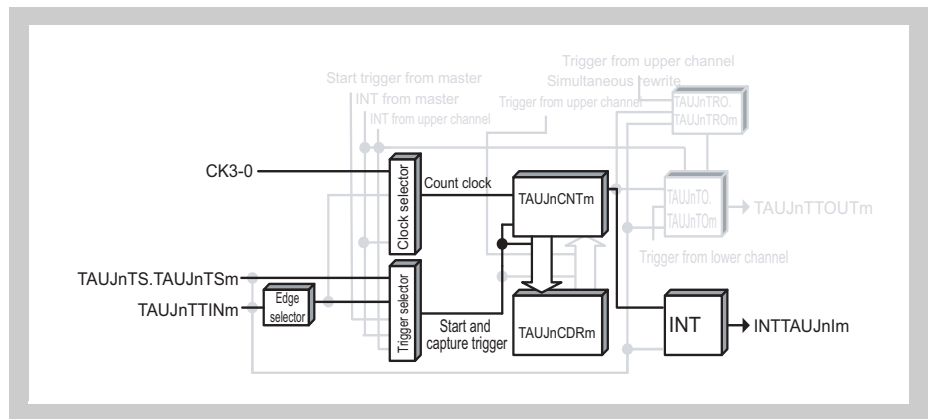 Trigger from upper channel
Start trigger from master
Simultaneous rewrite
INT from master
Trigger from upper channel
TAUJnTRO.
INT from upper channel
TAUJnTROm
CK3-0
Clock selector
Count clock
TAUJnCNTm
TAUJnTO.
TAUJnTOm
TAUJnTTOUTm
Trigger from lower channel
TAUJnTS.TAUJnTSm
TAUJnTTINm
Edge
selector
Trigger selector
Start and
capture trigger
TAUJnCDRm
INT
INTTAUJnIm